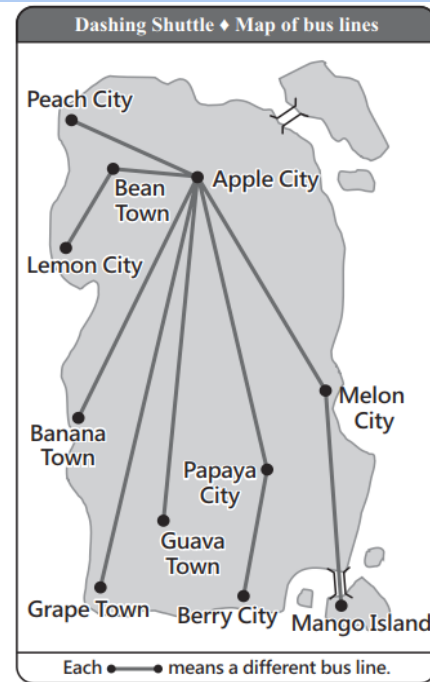 Dashing Shuttle ♦ Map of bus lines
Peach City
Bean
Town
Apple City
Lemon City
Melon
City
Banana
Town
Papaya
City
Guava
Town
Grape Town
Berry City
Mango Island
Each •—• means a different bus line.